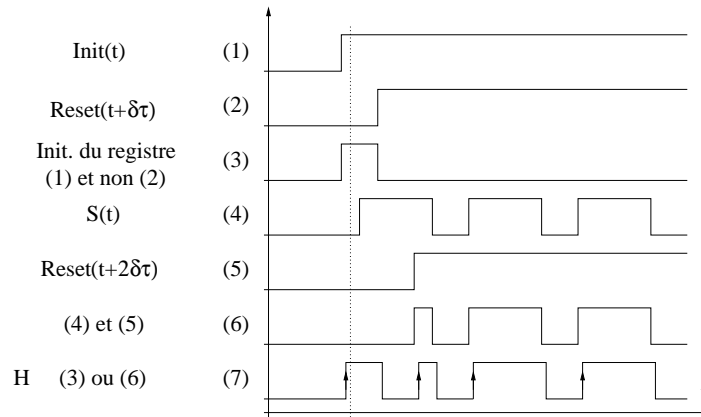 Init(t) (1)
Reset(t+δτ) (2)
Init. du registre
(1) et non (2) (3)
S(t) (4)
Reset(t+2δτ) (5)
(4) et (5) (6)
H (3) ou (6) (7)